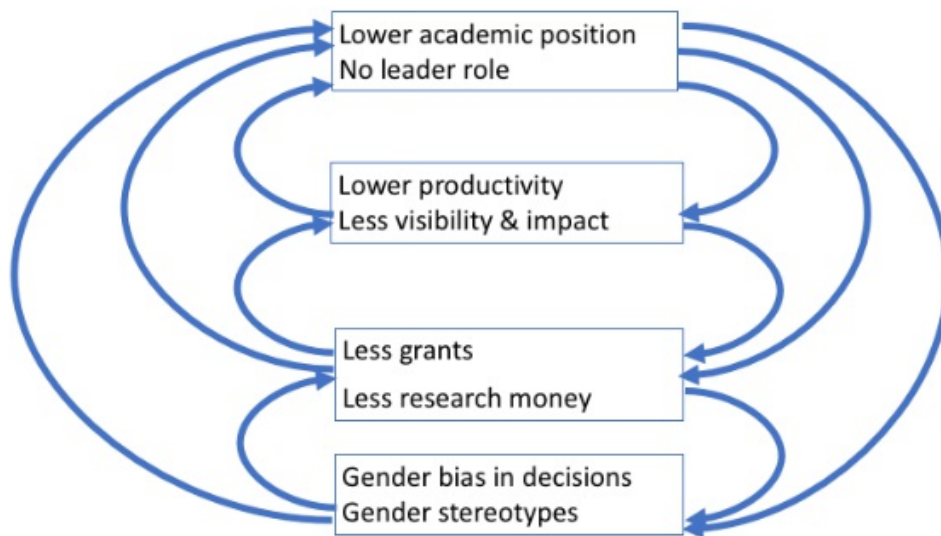 Lower academic position
No leader role
Lower productivity
Less visibility & impact
Less grants
Less research money
Gender bias in decisions
Gender stereotypes